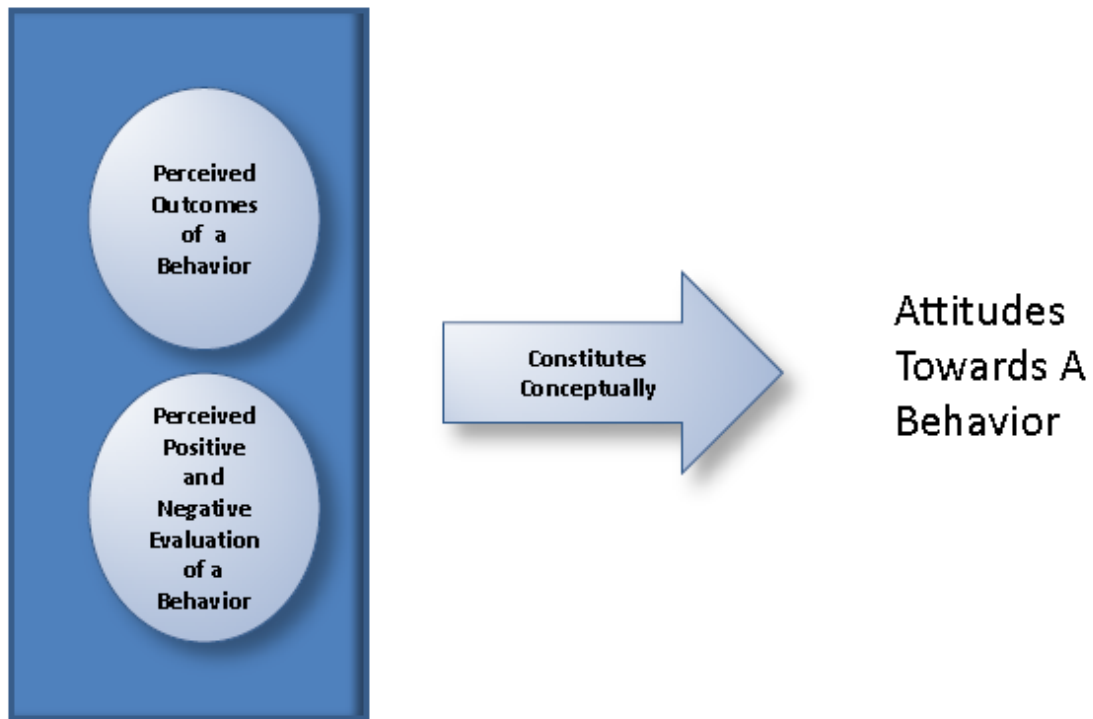 Perceived
Outcomes
of a
Behavior
Perceived
Positive
and
Negative
Evaluation
of a
Behavior
Constitutes
Conceptually
Attitudes
Towards A
Behavior